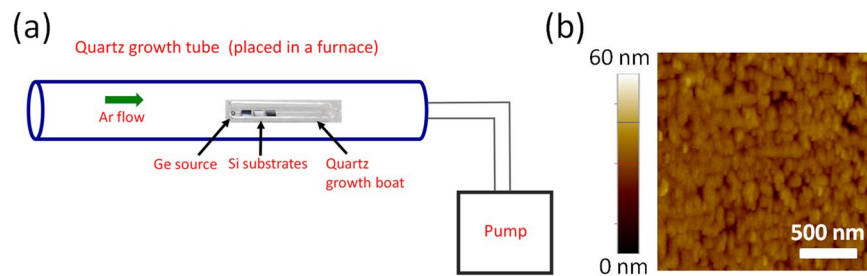 (a)
Quartz growth tube (placed in a furnace)
Ar flow
Ge source
Si substrates
Quartz
growth boat
Pump
(b)
60 nm
0 nm
500 nm